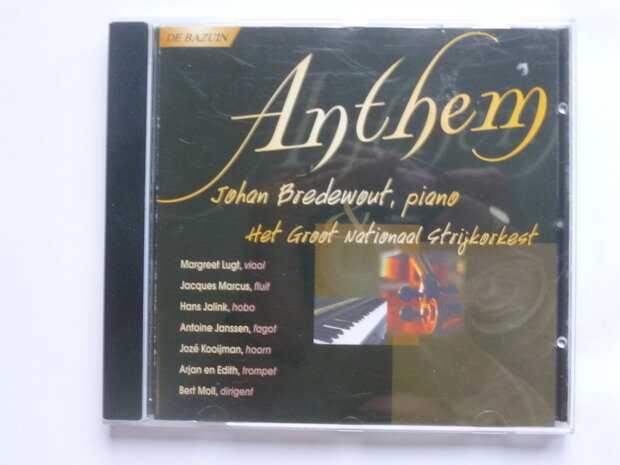 DE BAZUIN
Anthem
Johan Bredewout, piano
&
Het Groot Nationaal Strijkorkest
Margreet Lugt, viool
Jacques Marcus, fluit
Hans Jalink, hobo
Antoine Janssen, fagot
Jozé Kooijman, hoorn
Arjan en Edith, trompet
Bert Moll, dirigent